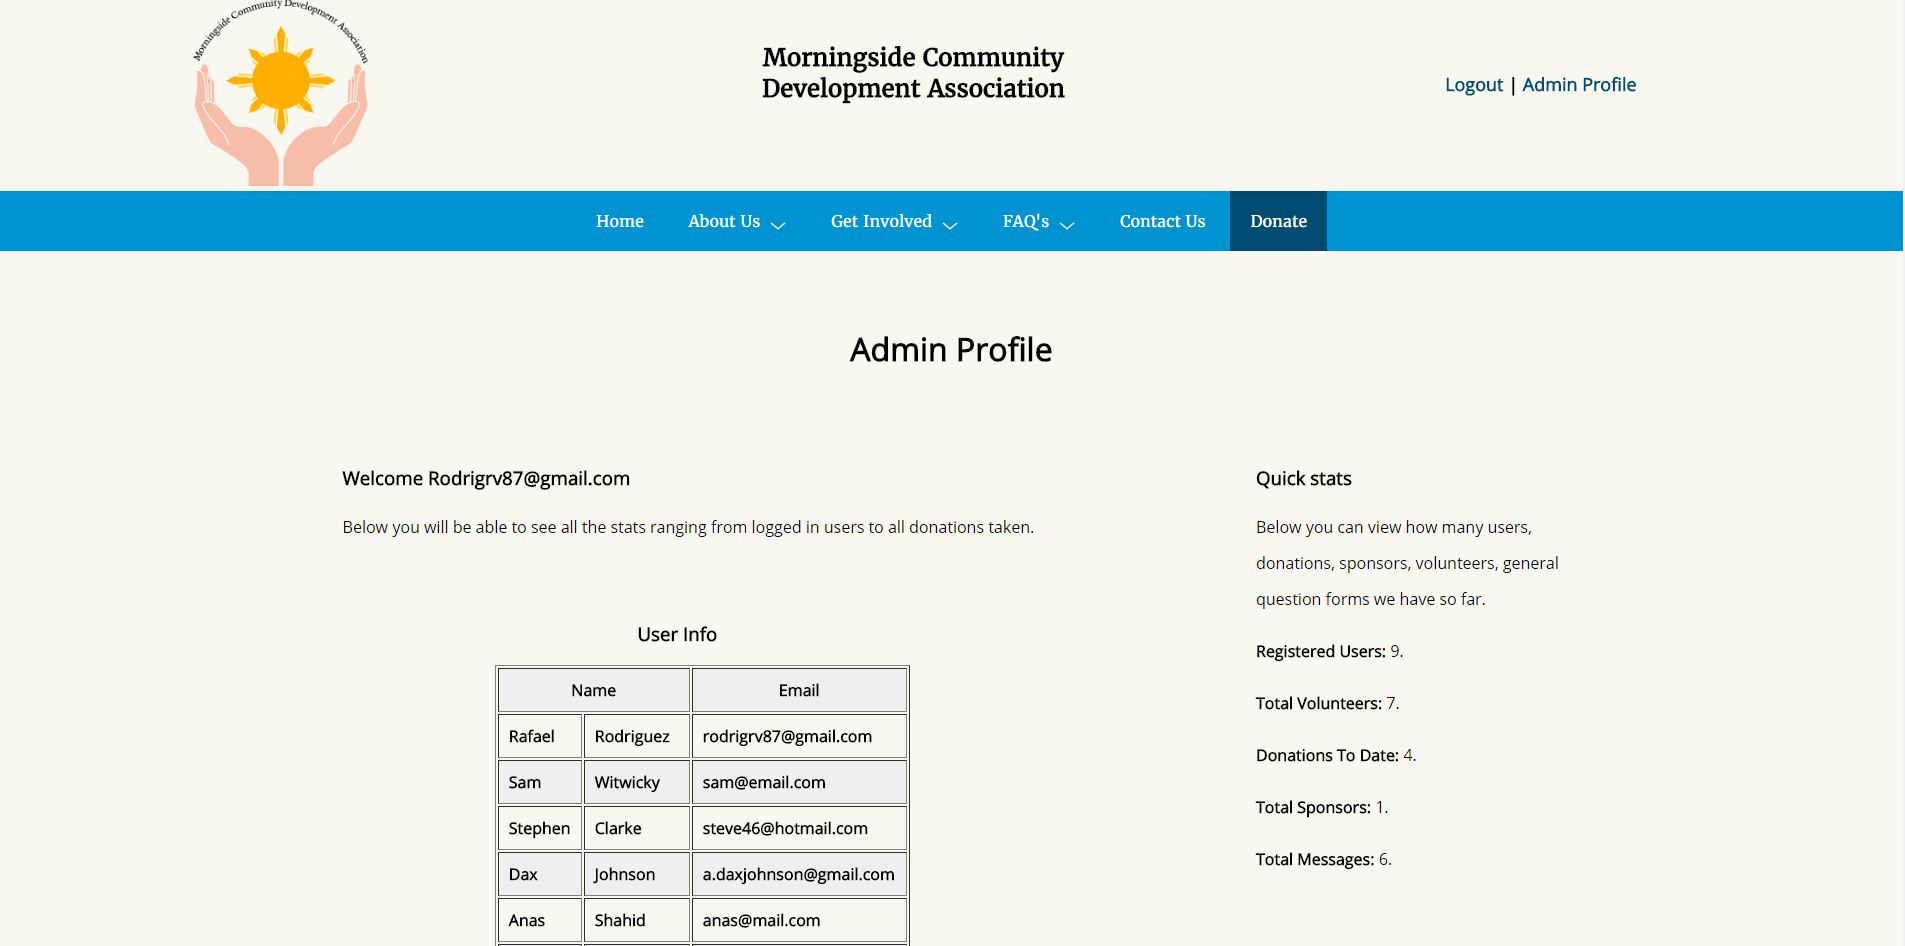 Morningside Community Development Association
Morningside Community
Development Association
Logout | Admin Profile
Home About Us Get Involved FAQ's Contact Us Donate
Admin Profile
Welcome Rodrigrv87@gmail.com
Below you will be able to see all the stats ranging from logged in users to all donations taken.
User Info
Name Email
Rafael Rodriguez rodrigrv87@gmail.com
Sam Witwicky sam@email.com
Stephen Clarke steve46@hotmail.com
Dax Johnson a.daxjohnson@gmail.com
Anas Shahid anas@mail.com
Quick stats
Below you can view how many users,
donations, sponsors, volunteers, general
question forms we have so far.
Registered Users: 9.
Total Volunteers: 7.
Donations To Date: 4.
Total Sponsors: 1.
Total Messages: 6.